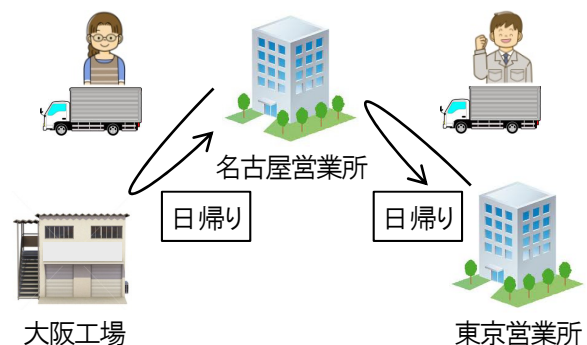 名古屋営業所
日帰り
日帰り
大阪工場
東京営業所